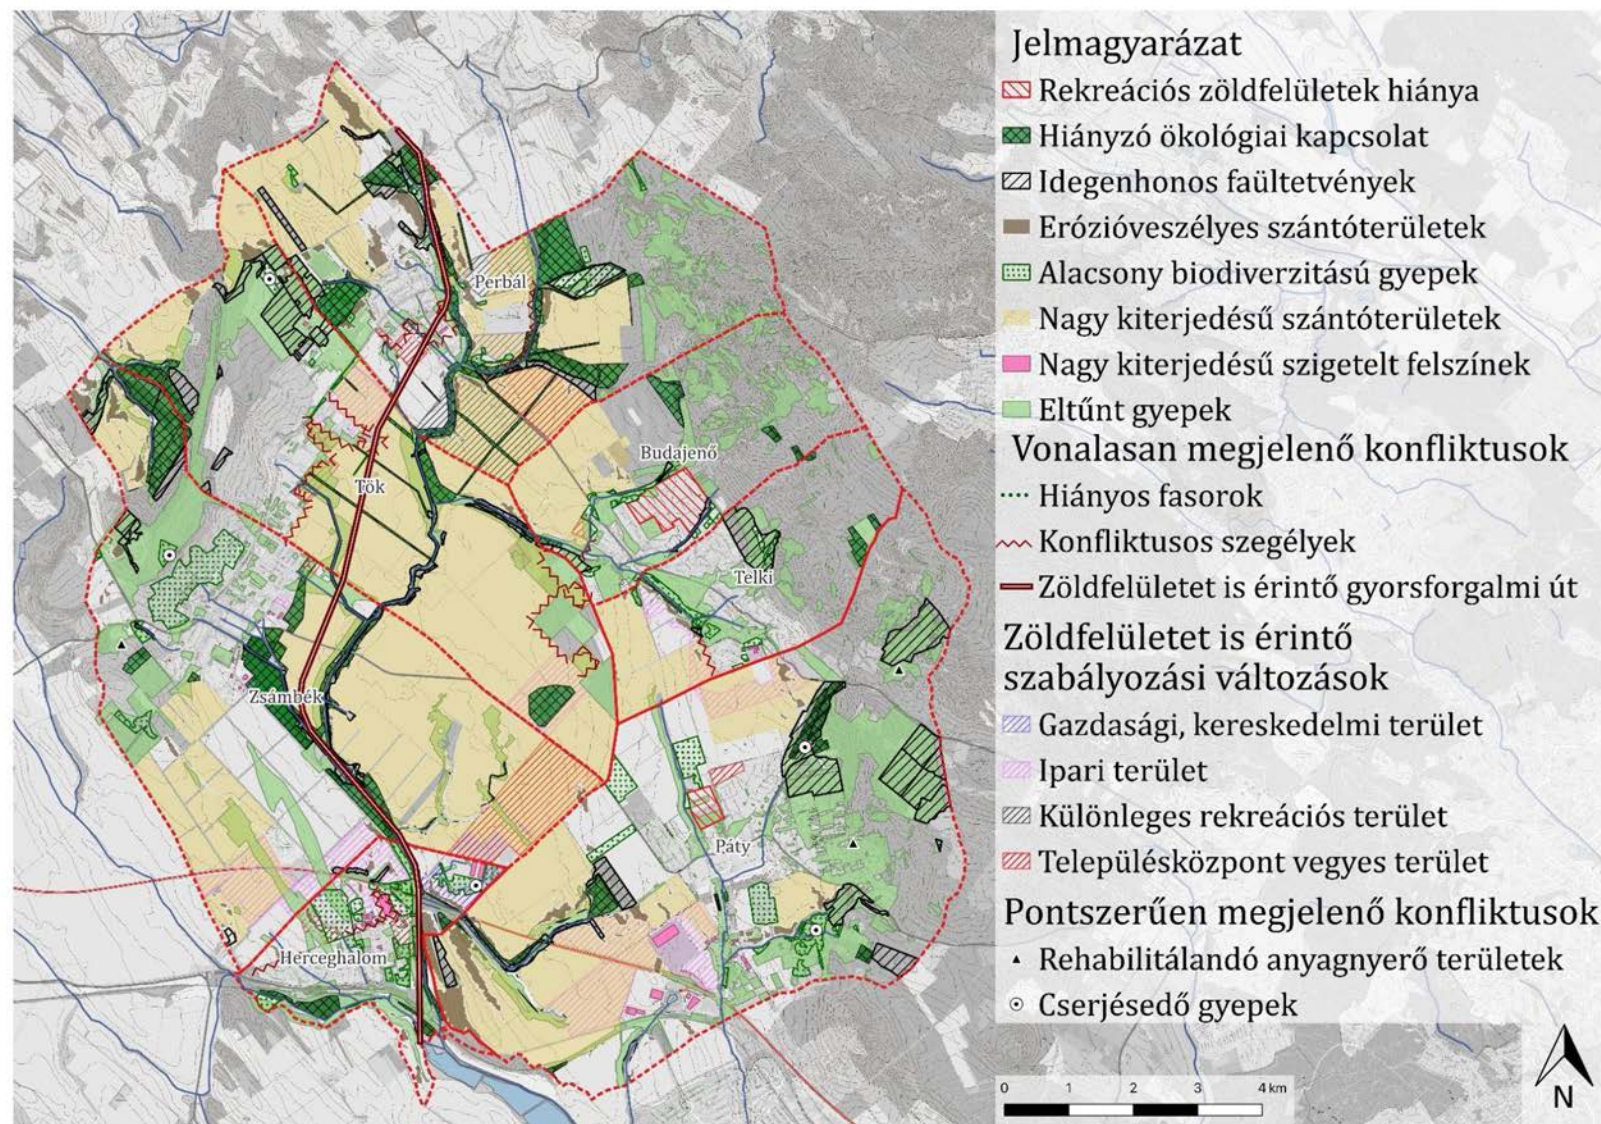 Jelmagyarázat
Rekreációs zöldfelületek hiánya
Hiányzó ökológiai kapcsolat
Idegenhonos faültetvények
Erózióveszélyes szántóterületek
Alacsony biodiverzitású gyepek
Nagy kiterjedésű szántóterületek
Nagy kiterjedésű szigetelt felszínek
Eltűnt gyepek
Vonalasan megjelenő konfliktusok
Hiányos fasorok
Konfliktusos szegélyek
Zöldfelületet is érintő gyorsforgalmi út
Zöldfelületet is érintő
szabályozási változások
Gazdasági, kereskedelmi terület
Ipari terület
Különleges rekreációs terület
Településközpont vegyes terület
Pontszerűen megjelenő konfliktusok
Rehabilitálandó anyagnyerő területek
Cserjésedő gyepek
0 1 2 3 4 km
N
Perbál
Budajenő
Tök
Telki
Zsámbék
Páty
Herceghalom